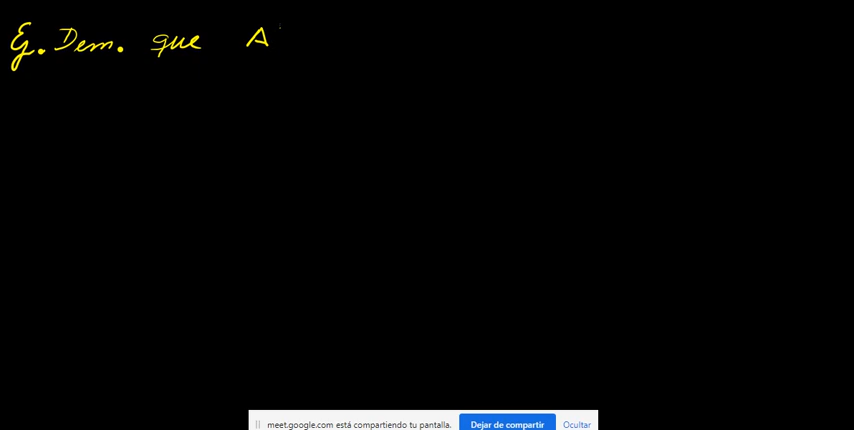 Ej. Dem. que A
meet.google.com está compartiendo tu pantalla. Dejar de compartir Ocultar